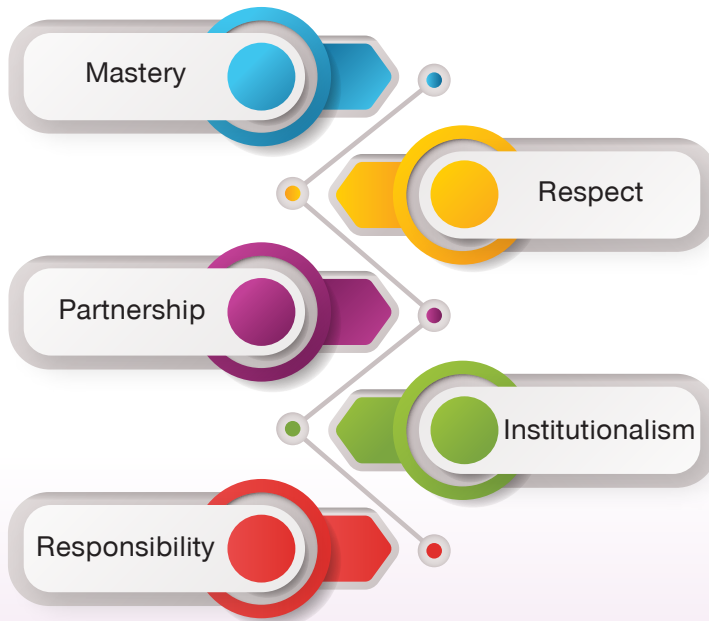 Mastery
Respect
Partnership
Institutionalism
Responsibility